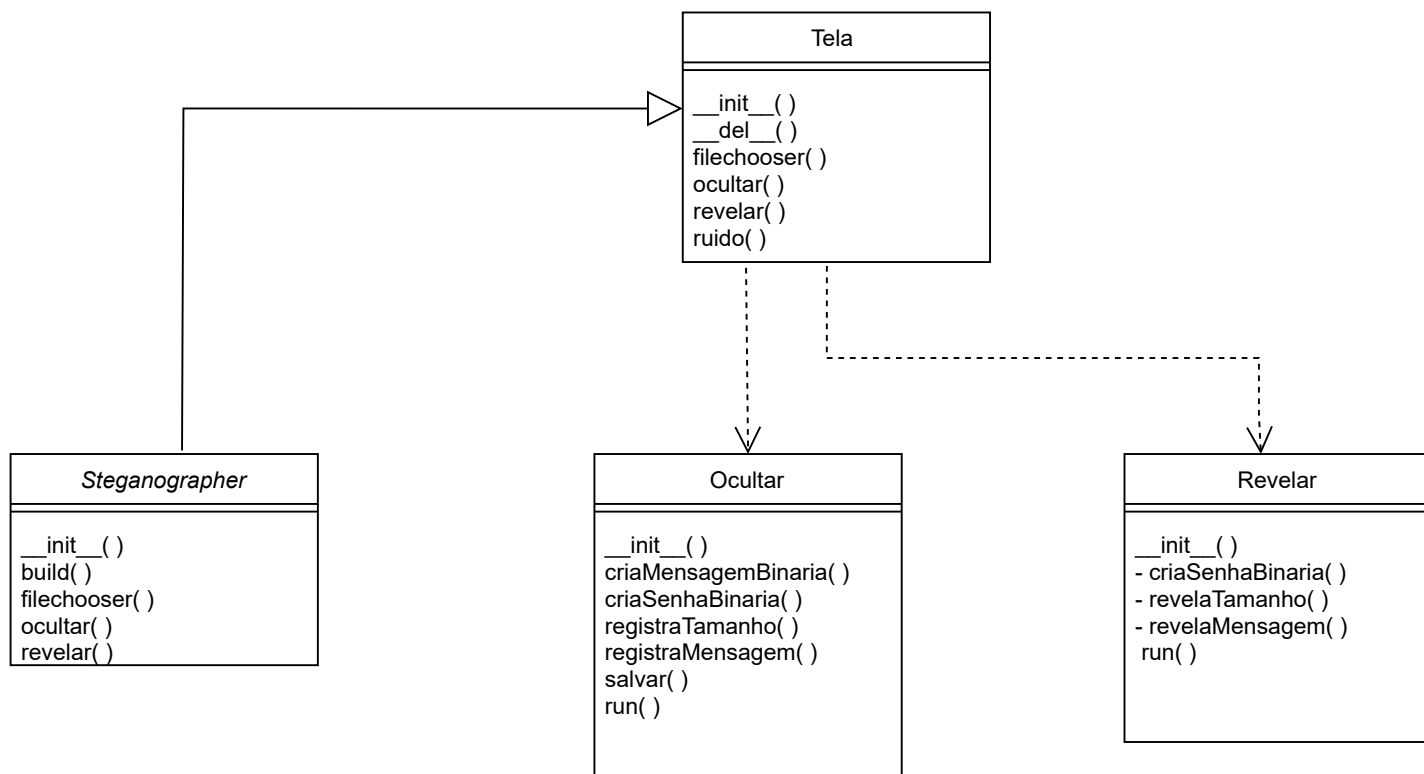 Tela
__init__( )
__del__( )
filechooser( )
ocultar( )
revelar( )
ruido( )
Steganographer
__init__( )
build( )
filechooser( )
ocultar( )
revelar( )
Ocultar
__init__( )
criaMensagemBinaria( )
criaSenhaBinaria( )
registraTamanho( )
registraMensagem( )
salvar( )
run( )
Revelar
__init__( )
- criaSenhaBinaria( )
- revelaTamanho( )
- revelaMensagem( )
run( )